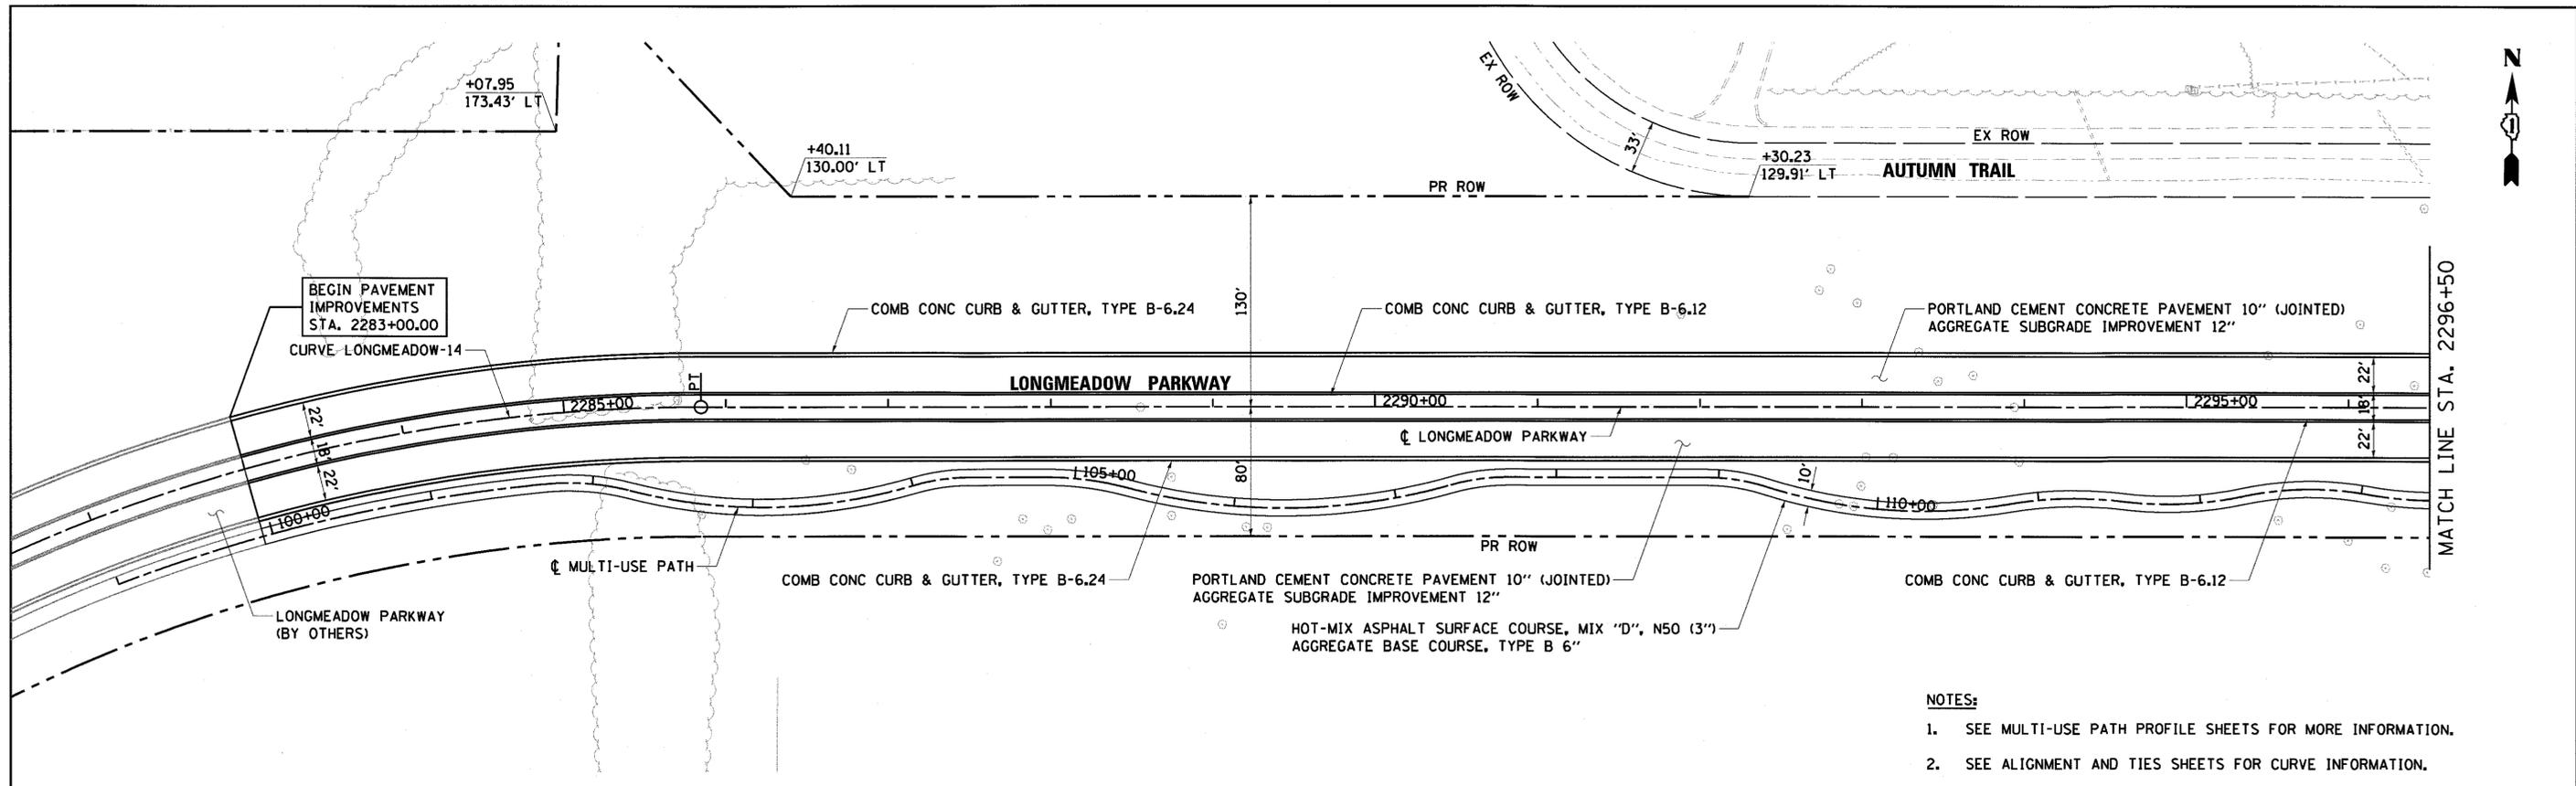 N
+07.95
173.43' LT
+40.11
130.00' LT
EX ROW
33'
EX ROW
+30.23
129.91' LT
AUTUMN TRAIL
PR ROW
BEGIN PAVEMENT
IMPROVEMENTS
STA. 2283+00.00
CURVE LONGMEADOW-14
COMB CONC CURB & GUTTER, TYPE B-6.24
130'
COMB CONC CURB & GUTTER, TYPE B-6.12
PORTLAND CEMENT CONCRETE PAVEMENT 10" (JOINTED)
AGGREGATE SUBGRADE IMPROVEMENT 12"
MATCH LINE STA. 2296+50
PT
LONGMEADOW PARKWAY
22'
18'
22'
2285+00
2290+00
2295+00
22'
18'
22'
℄ LONGMEADOW PARKWAY
80'
105+00
10'
110+00
100+00
PR ROW
℄ MULTI-USE PATH
COMB CONC CURB & GUTTER, TYPE B-6.24
PORTLAND CEMENT CONCRETE PAVEMENT 10" (JOINTED)
AGGREGATE SUBGRADE IMPROVEMENT 12"
COMB CONC CURB & GUTTER, TYPE B-6.12
LONGMEADOW PARKWAY
(BY OTHERS)
HOT-MIX ASPHALT SURFACE COURSE, MIX "D", N50 (3")
AGGREGATE BASE COURSE, TYPE B 6"
NOTES:
1. SEE MULTI-USE PATH PROFILE SHEETS FOR MORE INFORMATION.
2. SEE ALIGNMENT AND TIES SHEETS FOR CURVE INFORMATION.